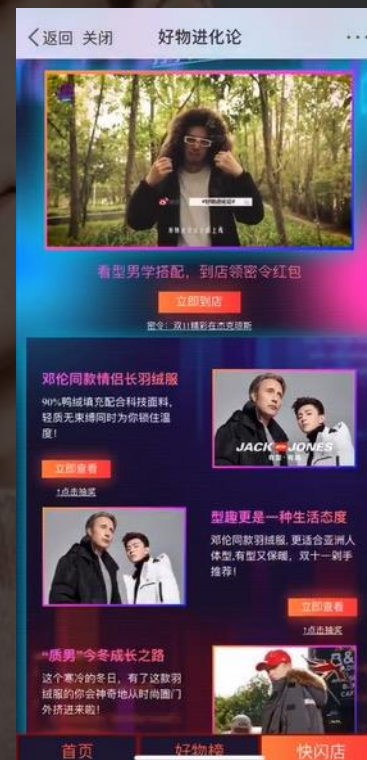 返回 关闭
好物进化论
···
#好物进化论#
看型男学搭配，到店领密令红包
立即到店
密令：双11精彩在杰克琼斯
邓伦同款情侣长羽绒服
90%鸭绒填充配合科技面料，
轻质无束缚同时为你锁住温
度！
立即查看
↑点击抽奖
JACK JONES
型趣更是一种生活态度
邓伦同款羽绒服，更适合亚洲人
体型，有型又保暖，双十一剁手
推荐！
立即查看
↑点击抽奖
“质男”今冬成长之路
这个寒冷的冬日，有了这款羽
绒服的你会神奇地从时尚圈门
外挤进来啦！
首页
好物榜
快闪店